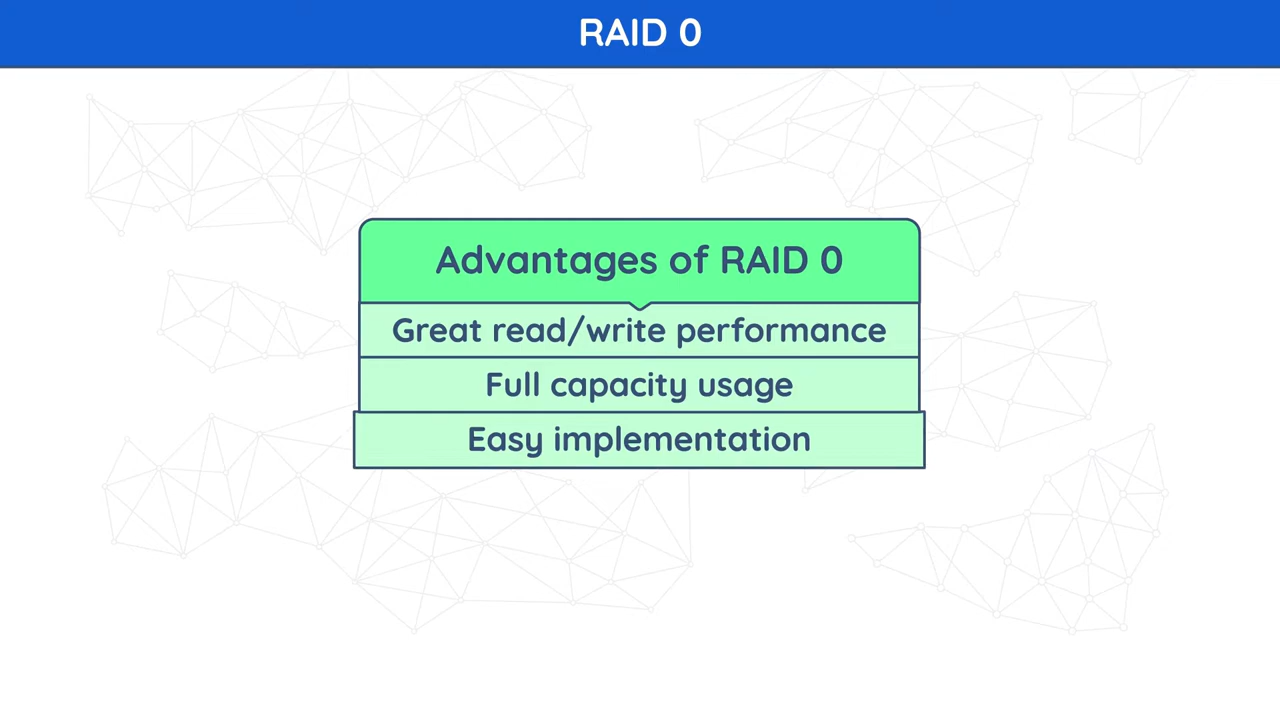 RAID 0
Advantages of RAID 0
Great read/write performance
Full capacity usage
Easy implementation